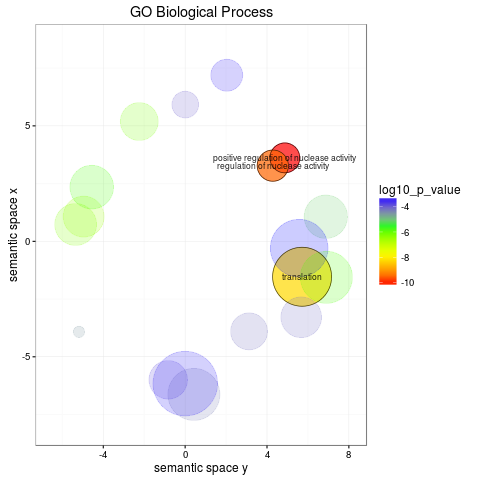 GO Biological Process
log10_p_value
-4
-6
-8
-10
positive regulation of nuclease activity
regulation of nuclease activity
translation
semantic space x
5
0
-5
-4
0
4
8
semantic space y